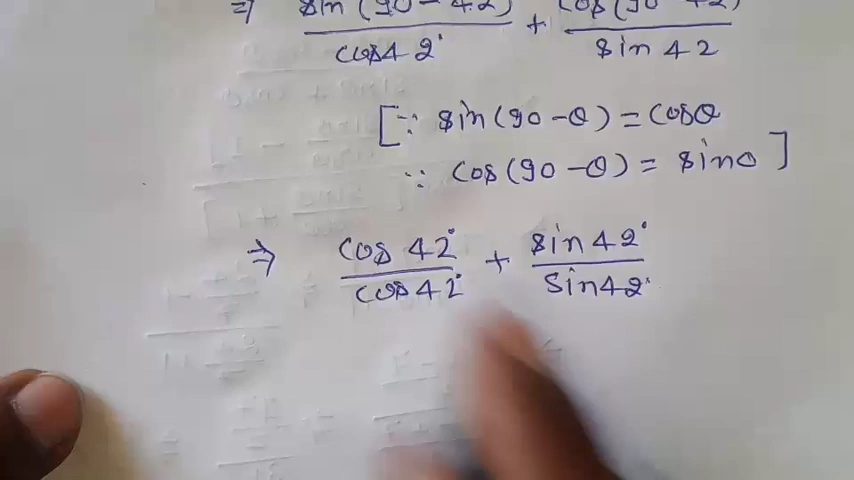 ⇒ sin (90 - 42) / cos42° + cos(90 - 42) / sin 42
[∵ sin(90-θ) = cosθ
∵ cos(90-θ) = sinθ ]
⇒ cos 42° / cos 42° + sin 42° / sin 42°